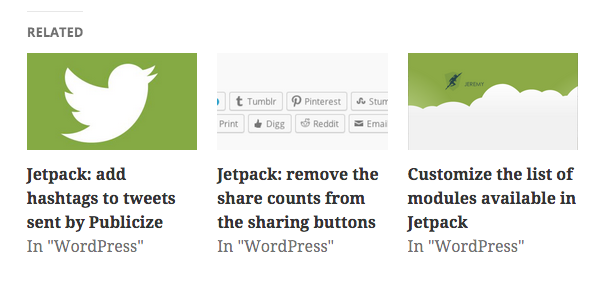 RELATED
Tumblr Pinterest Stum
Print Digg Reddit Emai
JEREMY
Jetpack: add
hashtags to tweets
sent by Publicize
In "WordPress"
Jetpack: remove the
share counts from
the sharing buttons
In "WordPress"
Customize the list of
modules available in
Jetpack
In "WordPress"